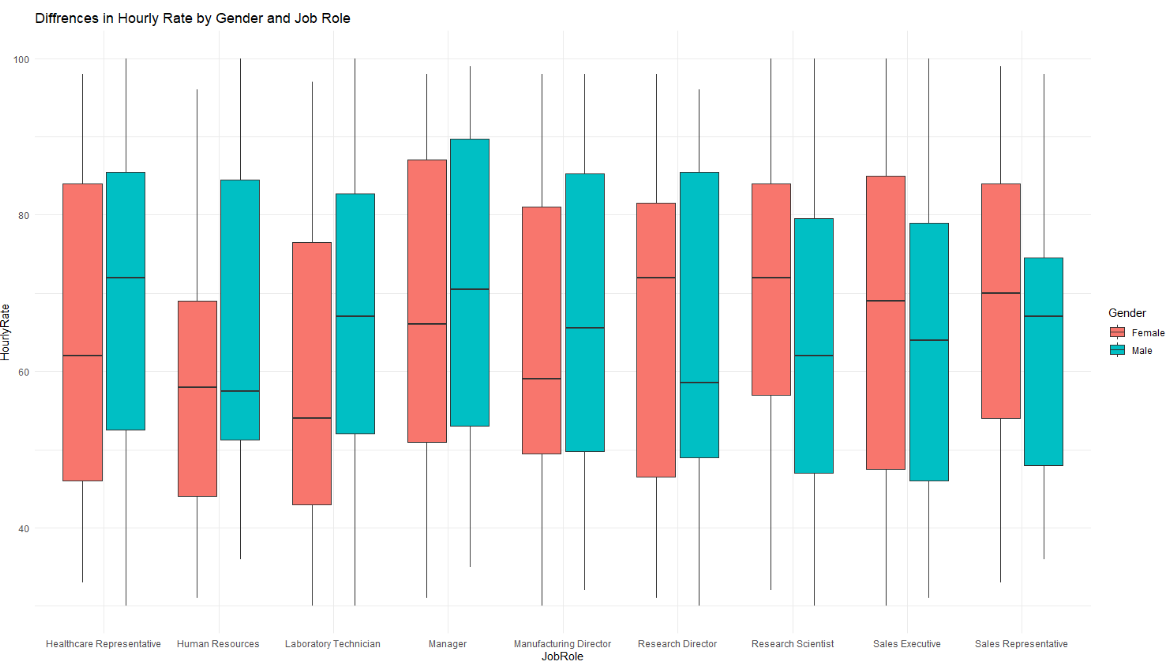 Diffrences in Hourly Rate by Gender and Job Role
100
80
60
40
HourlyRate
Healthcare Representative
Human Resources
Laboratory Technician
Manager
Manufacturing Director
Research Director
Research Scientist
Sales Executive
Sales Representative
JobRole
Gender
Female
Male